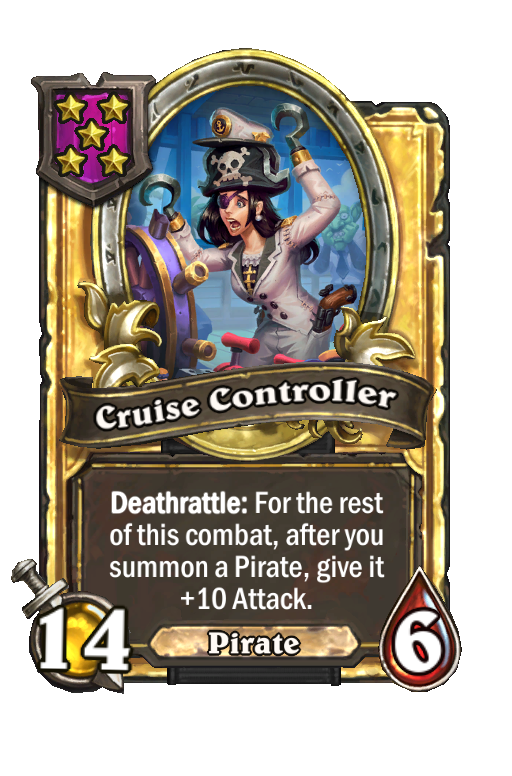 Cruise Controller
Deathrattle: For the rest
of this combat, after you
summon a Pirate, give it
+10 Attack.
14
Pirate
6